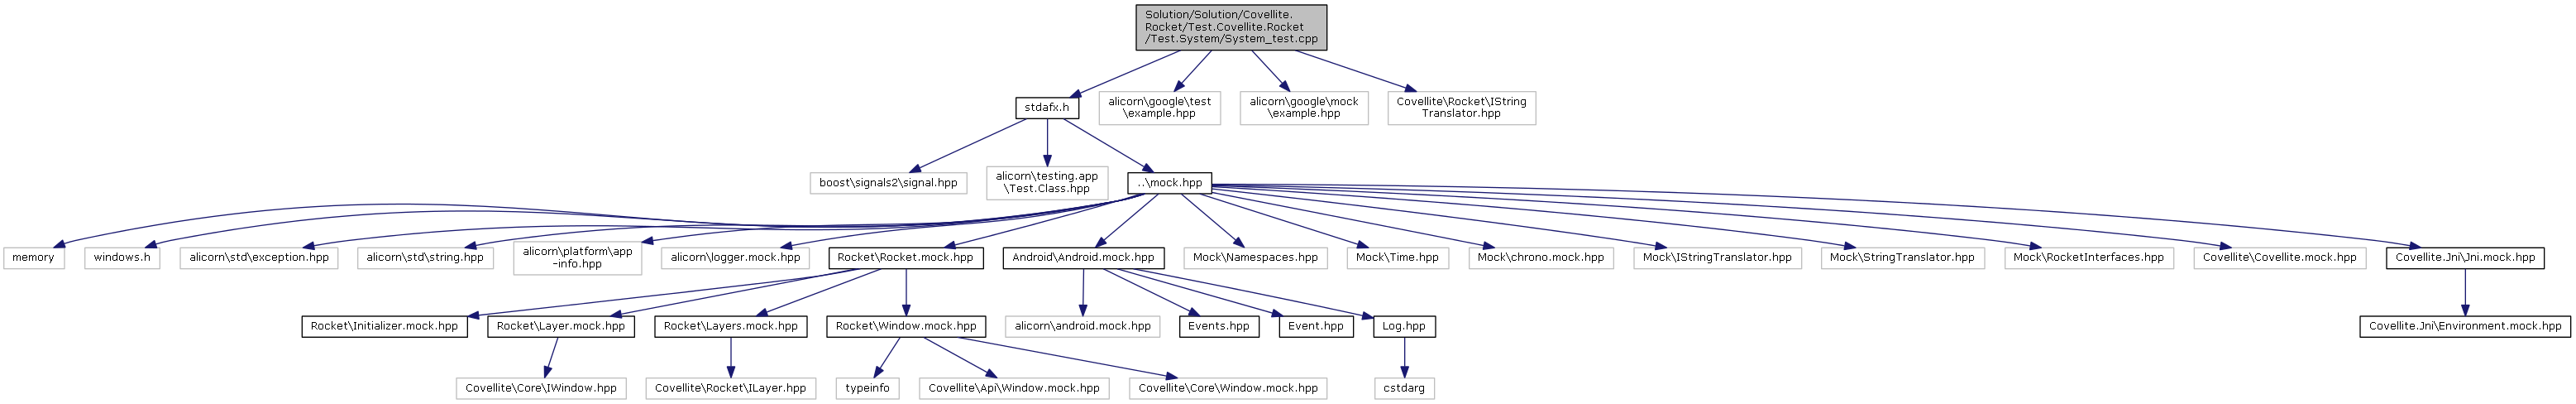 Solution/Solution/Covellite.
Rocket/Test.Covellite.Rocket
/Test.System/System_test.cpp
stdafx.h
alicorn\google\test
\example.hpp
alicorn\google\mock
\example.hpp
Covellite\Rocket\IString
Translator.hpp
boost\signals2\signal.hpp
alicorn\testing.app
\Test.Class.hpp
..\mock.hpp
memory
windows.h
alicorn\std\exception.hpp
alicorn\std\string.hpp
alicorn\platform\app
-info.hpp
alicorn\logger.mock.hpp
Rocket\Rocket.mock.hpp
Android\Android.mock.hpp
Mock\Namespaces.hpp
Mock\Time.hpp
Mock\chrono.mock.hpp
Mock\IStringTranslator.hpp
Mock\StringTranslator.hpp
Mock\RocketInterfaces.hpp
Covellite\Covellite.mock.hpp
Covellite.Jni\Jni.mock.hpp
Rocket\Initializer.mock.hpp
Rocket\Layer.mock.hpp
Rocket\Layers.mock.hpp
Rocket\Window.mock.hpp
alicorn\android.mock.hpp
Events.hpp
Event.hpp
Log.hpp
Covellite.Jni\Environment.mock.hpp
Covellite\Core\IWindow.hpp
Covellite\Rocket\ILayer.hpp
typeinfo
Covellite\Api\Window.mock.hpp
Covellite\Core\Window.mock.hpp
cstdarg